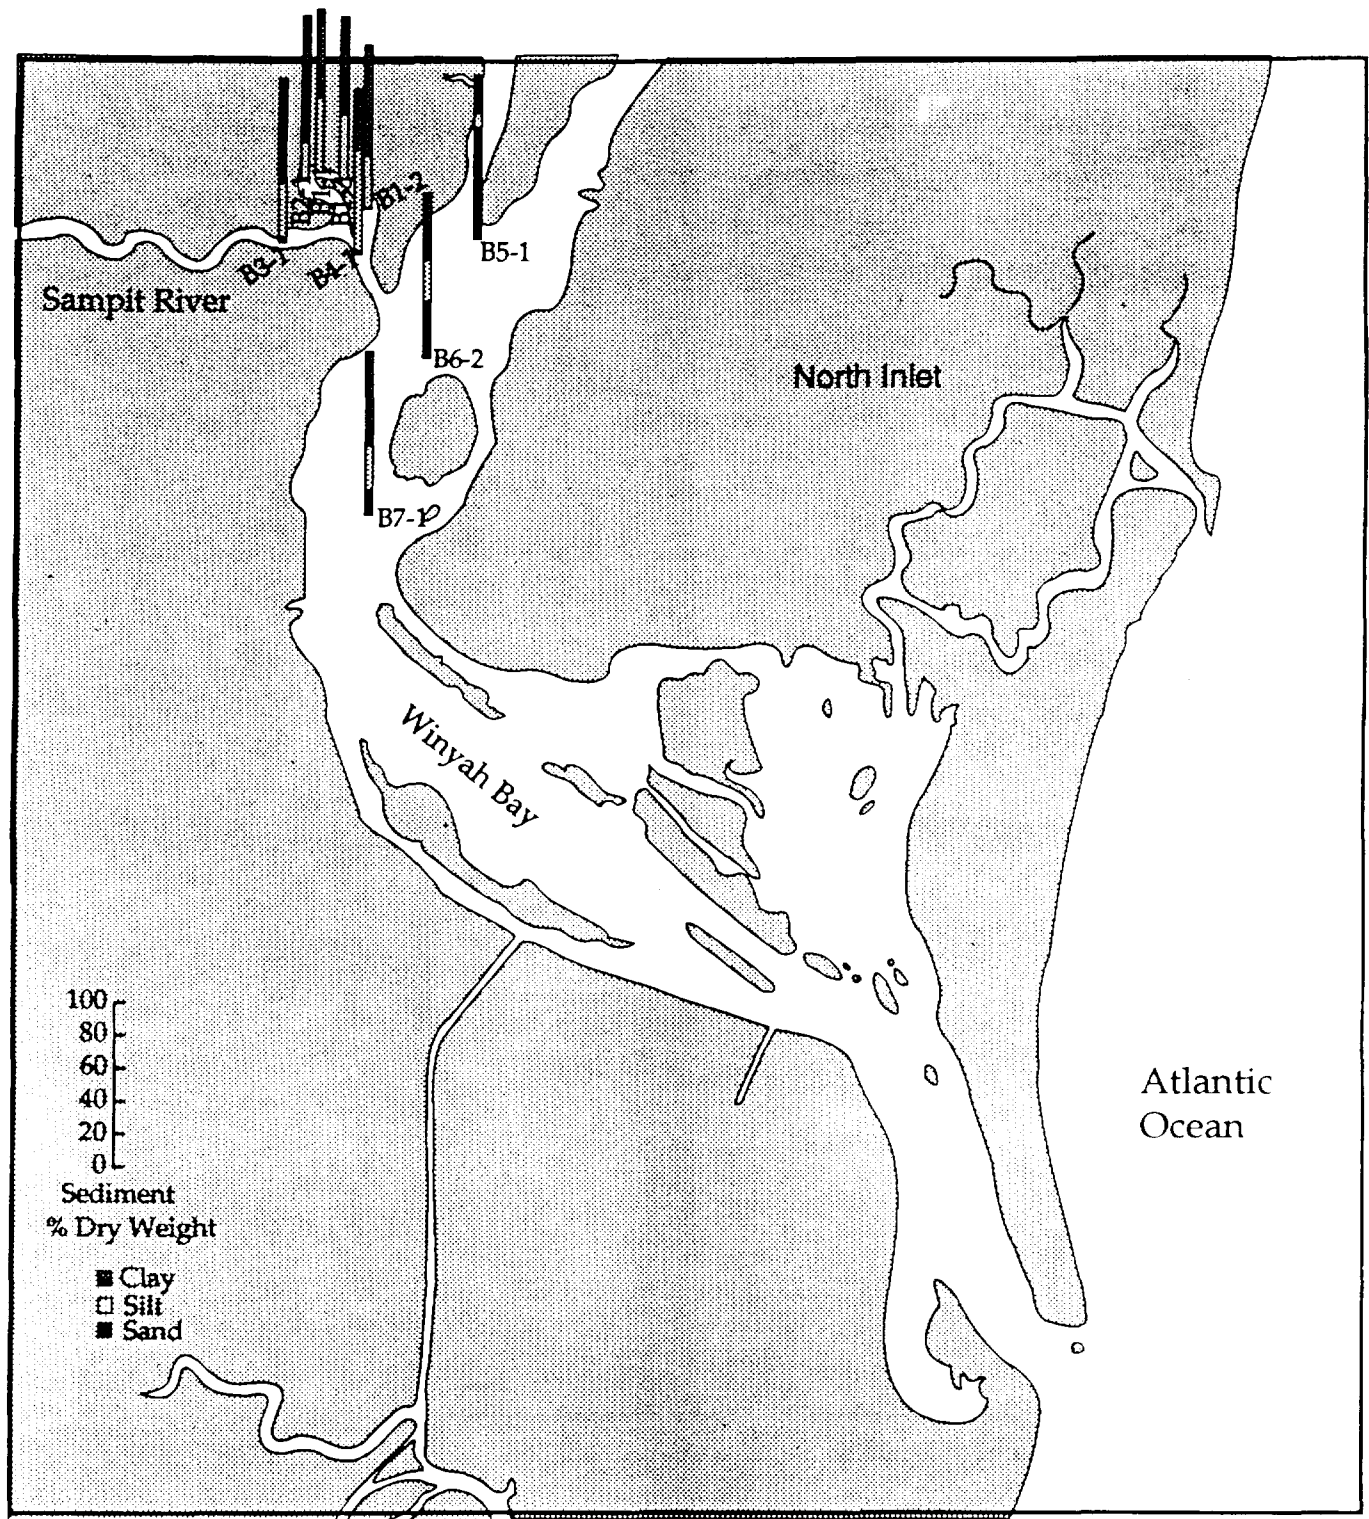 B1-2
B5-1
B3-1
B4-1
Sampit River
B6-2
North Inlet
B7-1
Winyah Bay
100
80
60
40
20
0
Sediment
% Dry Weight
Clay
Silt
Sand
Atlantic
Ocean